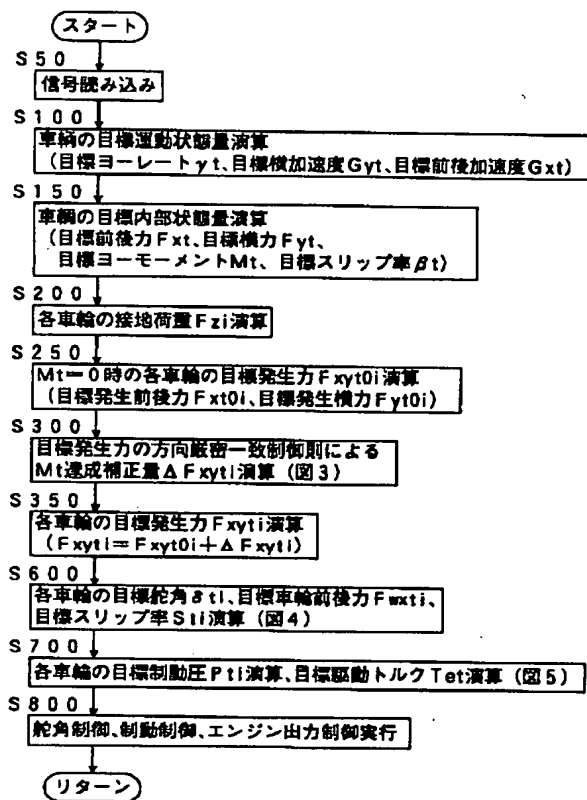 スタート
S50
信号読み込み
S100
車輌の目標運動状態量演算
(目標ヨーレートγt、目標横加速度Gyt、目標前後加速度Gxt)
S150
車輌の目標内部状態量演算
(目標前後力Fxt、目標横力Fyt、
目標ヨーモーメントMt、目標スリップ率βt)
S200
各車輪の接地荷重Fzi演算
S250
Mt=0時の各車輪の目標発生力Fxyt0i演算
(目標発生前後力Fxt0i、目標発生横力Fyt0i)
S300
目標発生力の方向厳密一致制御則による
Mt達成補正量ΔFxyti演算(図3)
S350
各車輪の目標発生力Fxyti演算
(Fxyti=Fxyt0i+ΔFxyti)
S600
各車輪の目標舵角δti、目標車輪前後力Fwxti、
目標スリップ率Sti演算(図4)
S700
各車輪の目標制動圧Pti演算、目標駆動トルクTet演算(図5)
S800
舵角制御、制動制御、エンジン出力制御実行
リターン